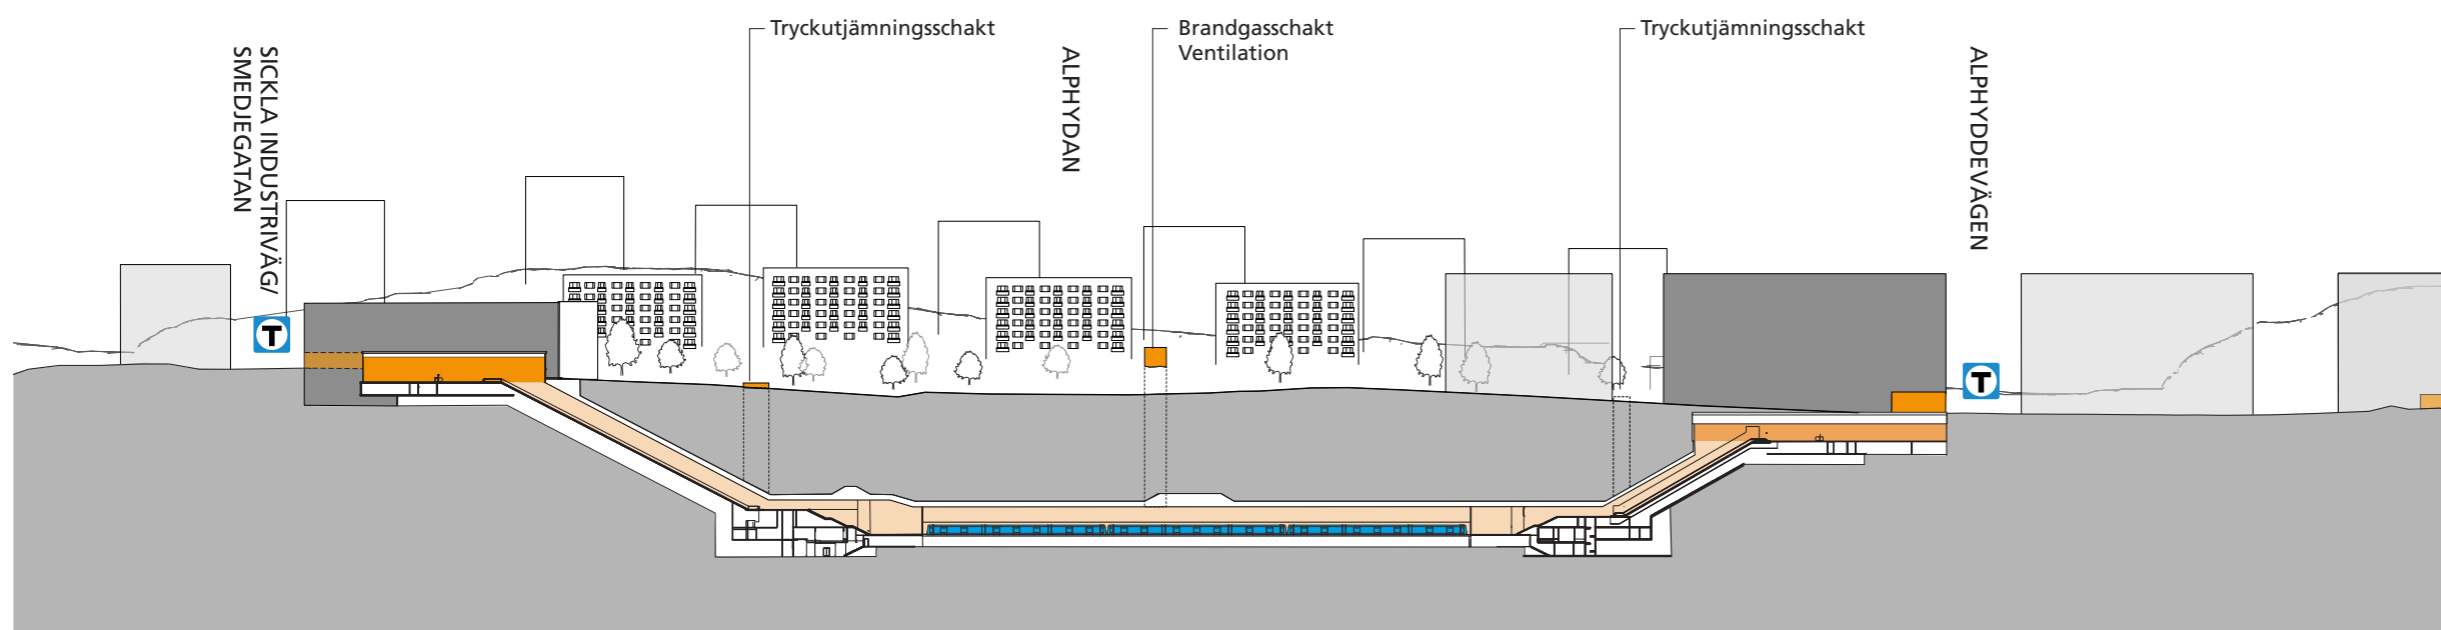 Tryckutjämningsschakt
Brandgasschakt
Ventilation
Tryckutjämningsschakt
SICKLA INDUSTRIVÄG/
SMEDJEGATAN
ALPHYDAN
ALPHYDDEVÄGEN
T
T